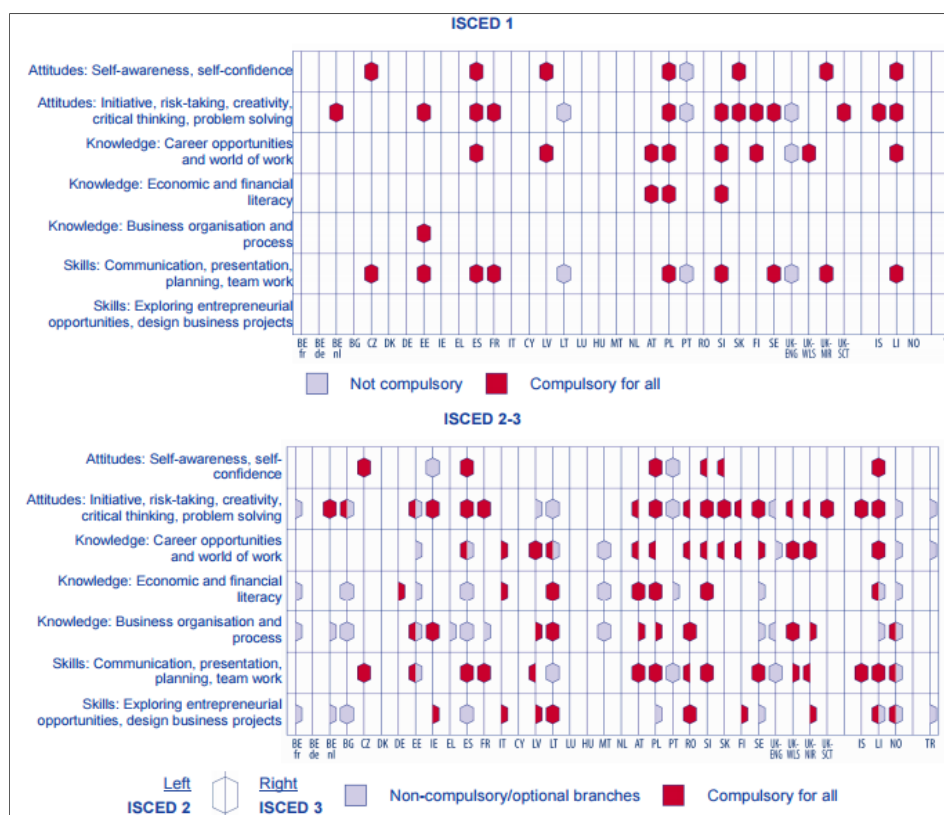 ISCED 1
Attitudes: Self-awareness, self-confidence
Attitudes: Initiative, risk-taking, creativity,
critical thinking, problem solving
Knowledge: Career opportunities
and world of work
Knowledge: Economic and financial
literacy
Knowledge: Business organisation and
process
Skills: Communication, presentation,
planning, team work
Skills: Exploring entrepreneurial
opportunities, design business projects
BE BE BE BG CZ DK DE EE IE EL ES FR IT CY LV LT LU HU MT NL AT PL PT RO SI SK FI SE UK- UK- UK- UK- IS LI NO
fr de nl ENG WLS NIR SCT
Not compulsory Compulsory for all
ISCED 2-3
Attitudes: Self-awareness, self-
confidence
Attitudes: Initiative, risk-taking, creativity,
critical thinking, problem solving
Knowledge: Career opportunities
and world of work
Knowledge: Economic and financial
literacy
Knowledge: Business organisation and
process
Skills: Communication, presentation,
planning, team work
Skills: Exploring entrepreneurial
opportunities, design business projects
BE BE BE BG CZ DK DE EE IE EL ES FR IT CY LV LT LU HU MT NL AT PL PT RO SI SK FI SE UK- UK- UK- UK- IS LI NO TR
fr de nl ENG WLS NIR SCT
Left Right
ISCED 2 ISCED 3 Non-compulsory/optional branches Compulsory for all